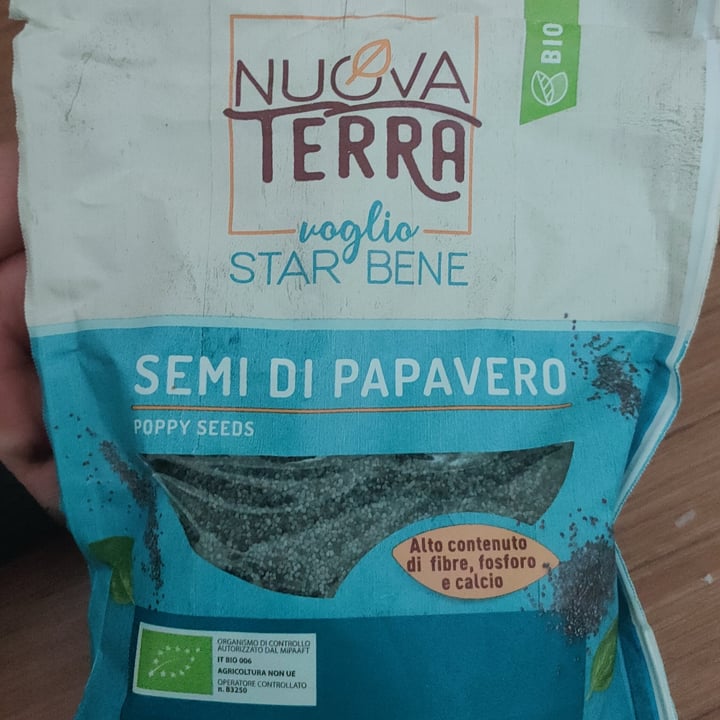 BIO
NUOVA
TERRA
voglio
STAR BENE
SEMI DI PAPAVERO
POPPY SEEDS
Alto contenuto
di fibre, fosforo
e calcio
ORGANISMO DI CONTROLLO
AUTORIZZATO DAL MiPAAFT
IT BIO 006
AGRICOLTURA NON UE
OPERATORE CONTROLLATO
n. B3250